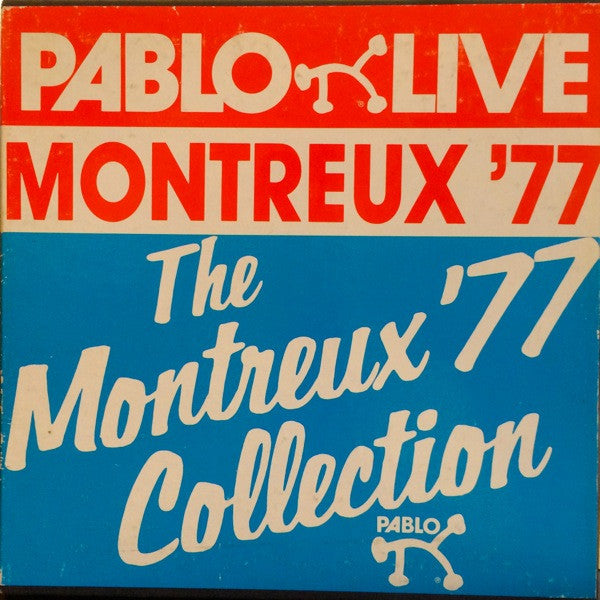 PABLO LIVE
MONTREUX '77
The
Montreux '77
Collection
PABLO